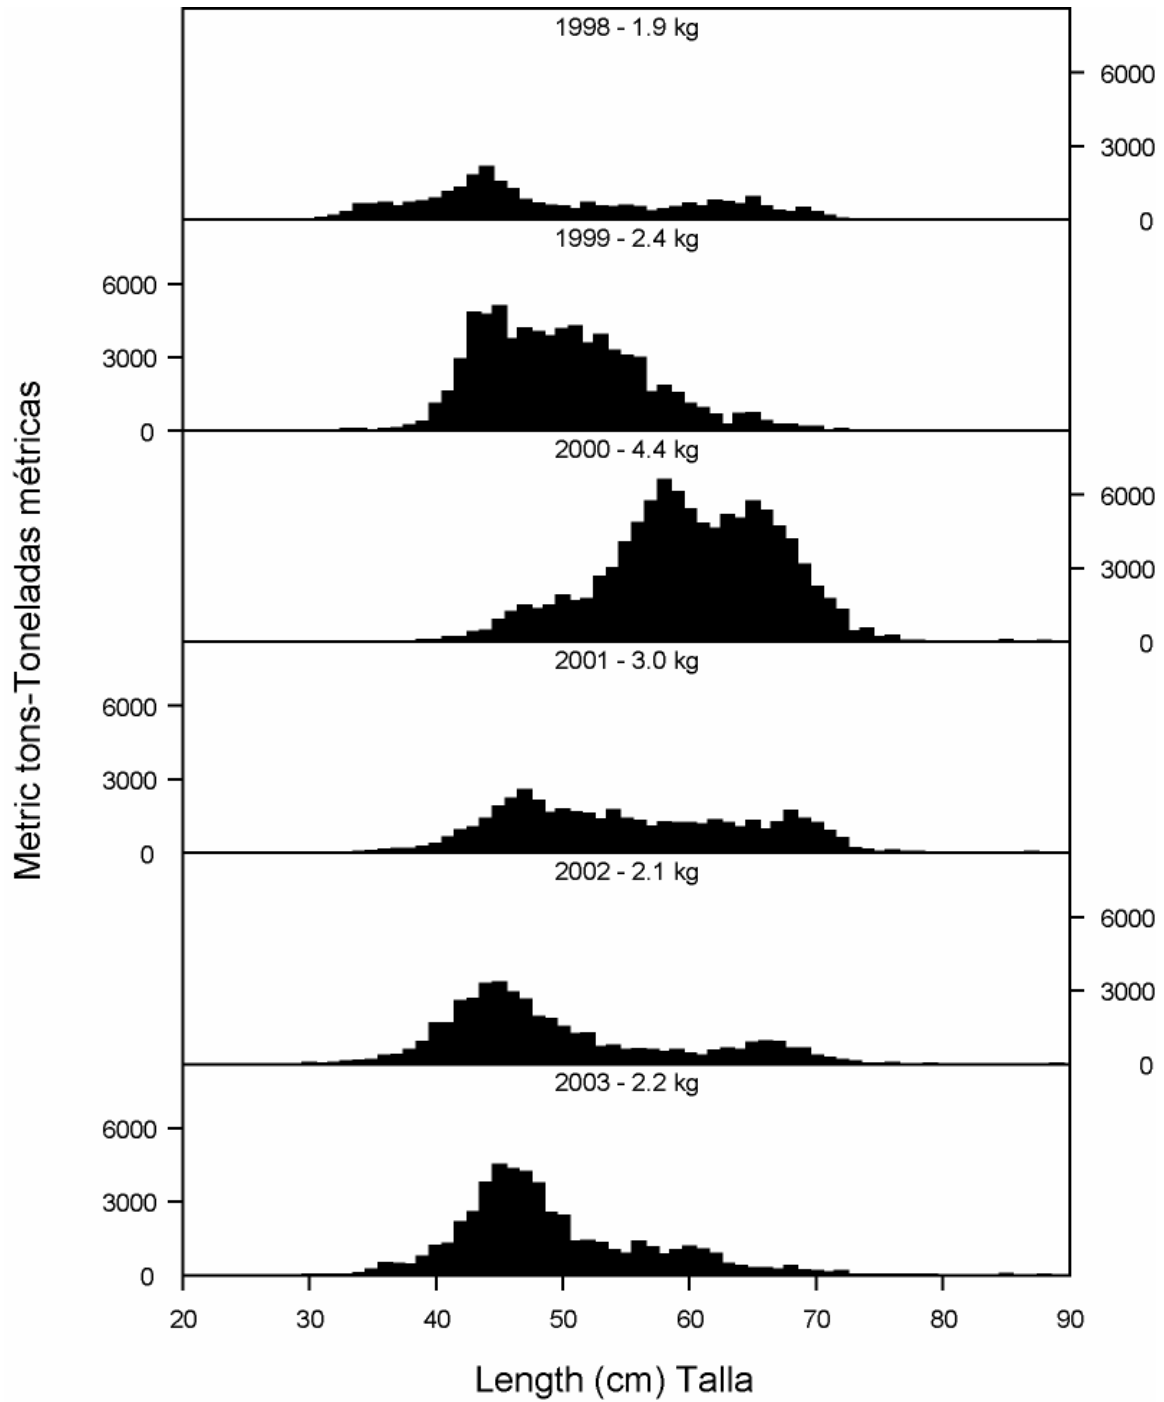 1998 - 1.9 kg
6000
3000
0
1999 - 2.4 kg
6000
3000
0
2000 - 4.4 kg
6000
3000
0
2001 - 3.0 kg
6000
3000
0
2002 - 2.1 kg
6000
3000
0
2003 - 2.2 kg
6000
3000
0
20 30 40 50 60 70 80 90
Length (cm) Talla
Metric tons-Toneladas métricas